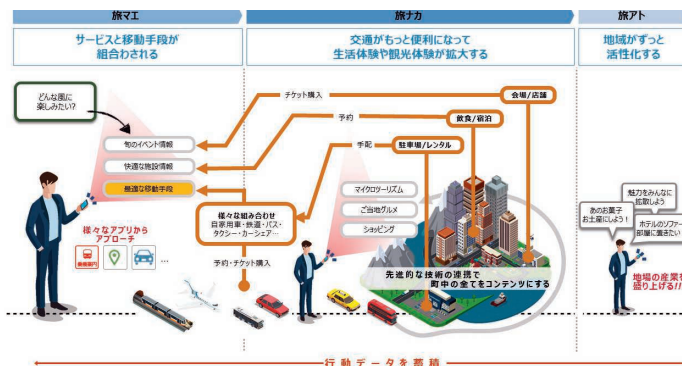 旅マエ
旅ナカ
旅アト
サービスと移動手段が
組合わされる
交通がもっと便利になって
生活体験や観光体験が拡大する
地域がずっと
活性化する
どんな風に
楽しみたい?
旬のイベント情報
快適な施設情報
最適な移動手段
様々なアプリから
アプローチ
乗換案内
…
チケット購入
会場/店舗
予約
飲食/宿泊
手配
駐車場/レンタル
様々な組み合わせ
自家用車・鉄道・バス・
タクシー・カーシェア…
予約・チケット購入
マイクロツーリズム
ご当地グルメ
ショッピング
先進的な技術の連携で
町中の全てをコンテンツにする
魅力をみんなに
拡散しよう
あのお菓子
お土産にしよう!
ホテルのソファー
部屋に置きたい
地場の産業を
盛り上げる!!
行動データを蓄積